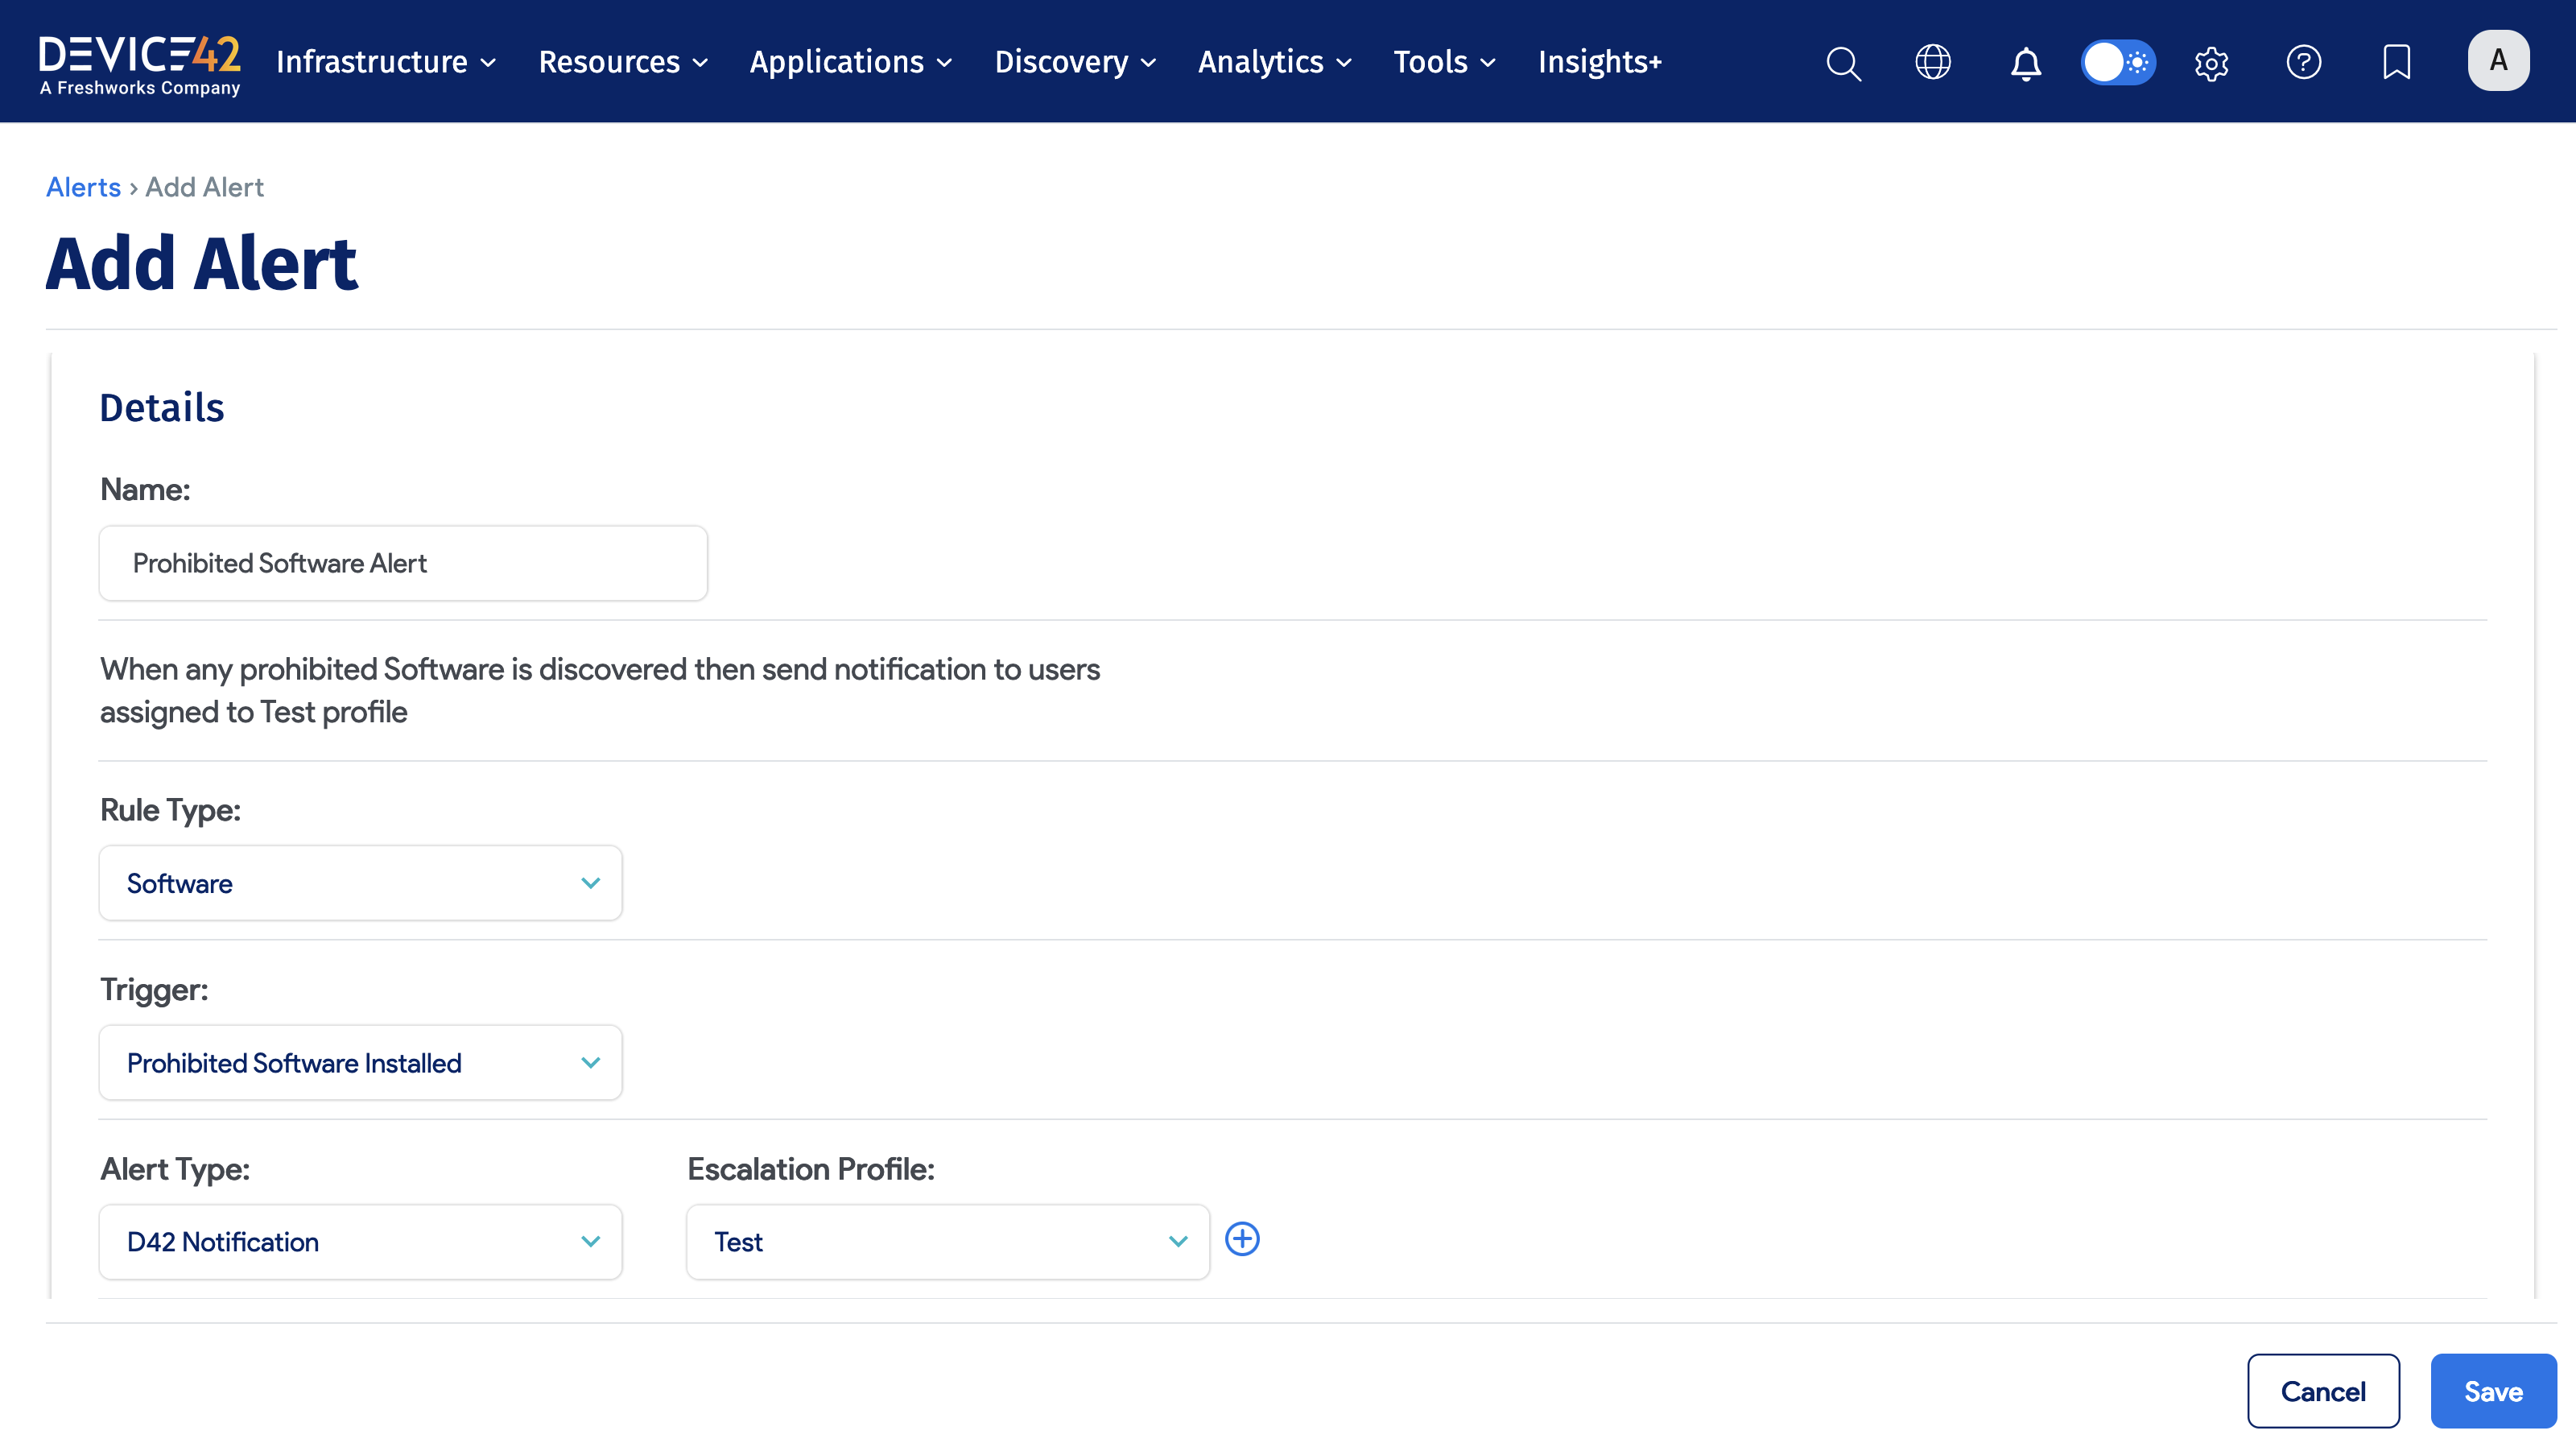 DEVICE42
A Freshworks Company
Infrastructure
Resources
Applications
Discovery
Analytics
Tools
Insights+
A
Alerts › Add Alert
Add Alert
Details
Name:
Prohibited Software Alert
When any prohibited Software is discovered then send notification to users
assigned to Test profile
Rule Type:
Software
Trigger:
Prohibited Software Installed
Alert Type:
Escalation Profile:
D42 Notification
Test
Cancel
Save